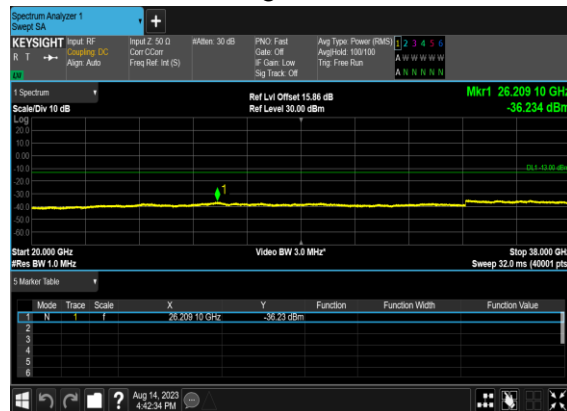 Spectrum Analyzer 1
Swept SA
+
KEYSIGHT Input: RF Input Z: 50 Ω #Atten: 30 dB PNO: Fast Avg Type: Power (RMS) 1 2 3 4 5 6
R T Coupling: DC Corr CCorr Gate: Off Avg|Hold: 100/100 A W W W W W
Align: Auto Freq Ref: Int (S) IF Gain: Low Trig: Free Run
LXI Sig Track: Off A N N N N N
1 Spectrum Ref Lvl Offset 15.86 dB Mkr1 26.209 10 GHz
Scale/Div 10 dB Ref Level 30.00 dBm -36.234 dBm
Log
20.0
10.0
0.00
-10.0
DL1 -13.00 dBm
-20.0
-30.0
1
-40.0
-50.0
-60.0
Start 20.000 GHz Video BW 3.0 MHz* Stop 38.000 GHz
#Res BW 1.0 MHz Sweep 32.0 ms (40001 pts)
5 Marker Table
Mode Trace Scale X Y Function Function Width Function Value
1 N 1 f 26.209 10 GHz -36.23 dBm
2
3
4
5
6
? Aug 14, 2023
4:42:34 PM